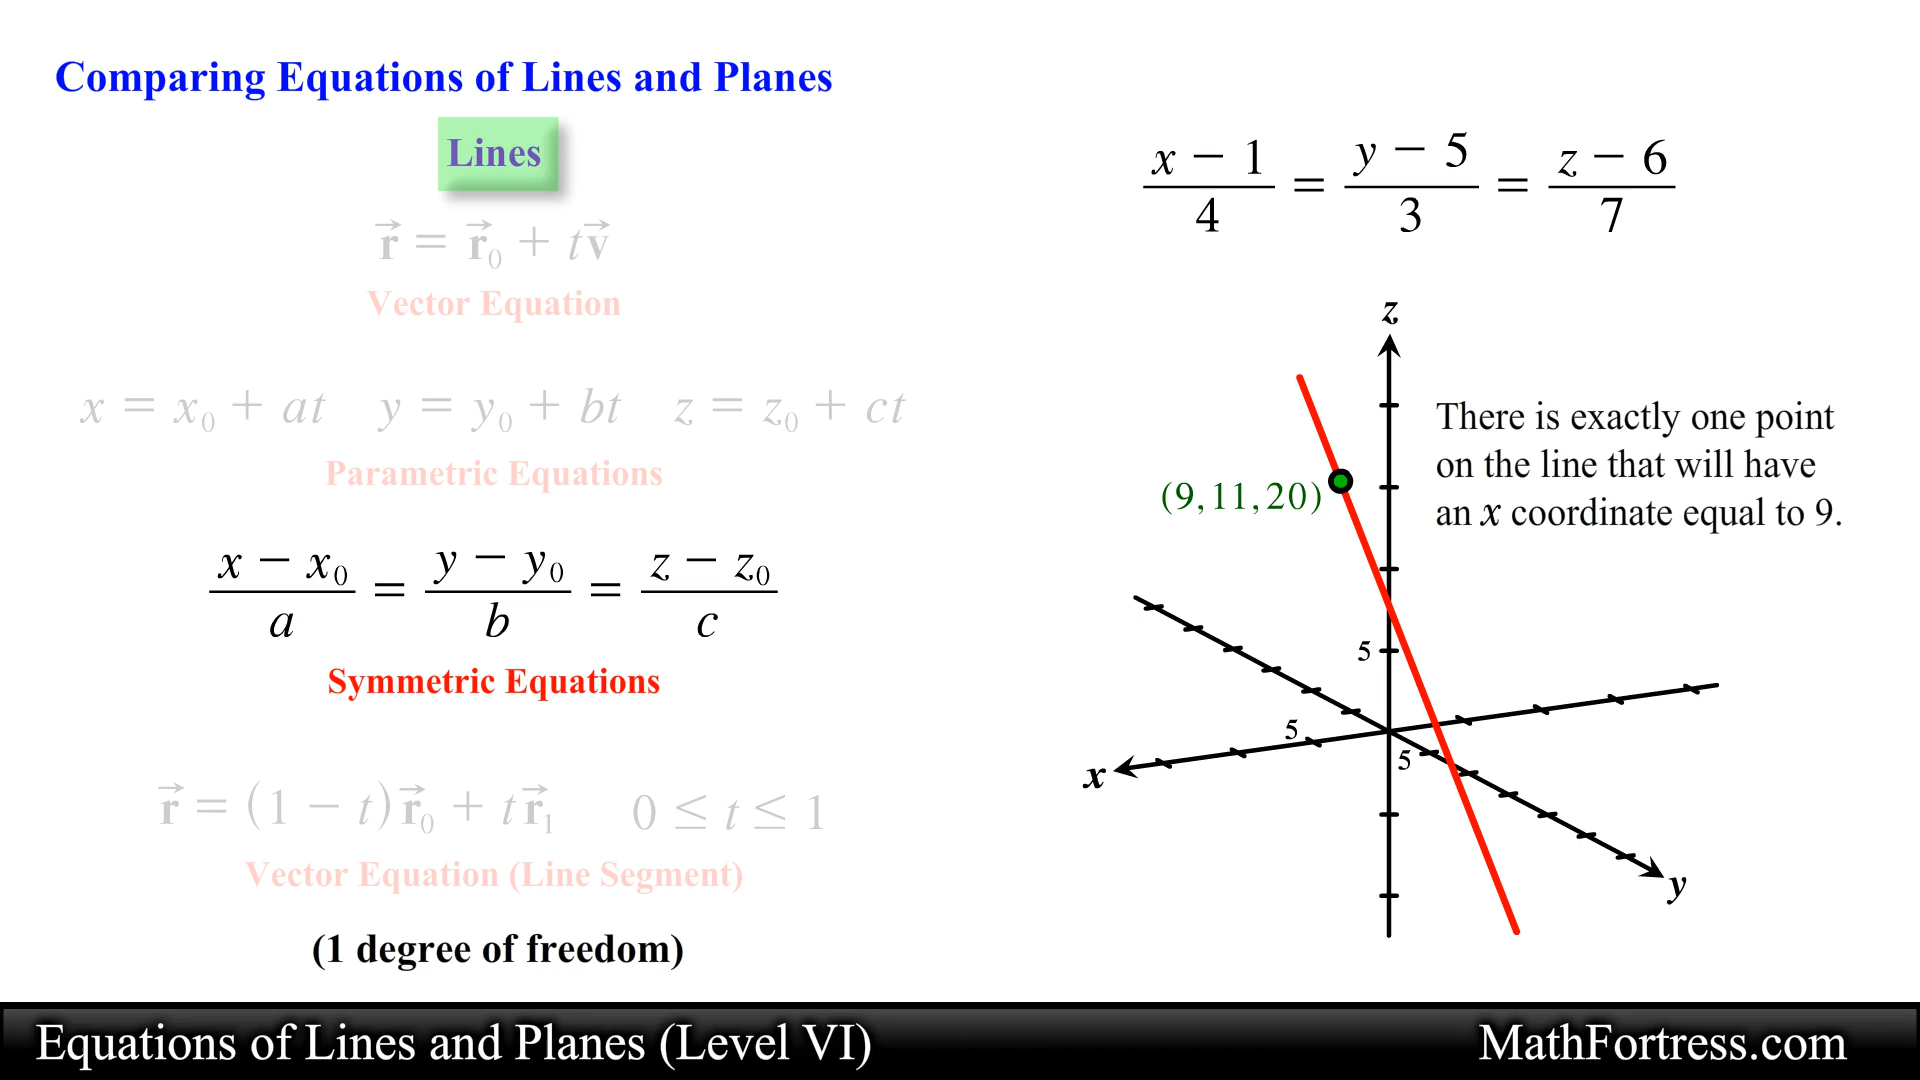 Comparing Equations of Lines and Planes
Lines
r⃗ = r⃗₀ + tv⃗
Vector Equation
x = x₀ + at   y = y₀ + bt   z = z₀ + ct
Parametric Equations
(x − x₀)/a = (y − y₀)/b = (z − z₀)/c
Symmetric Equations
r⃗ = (1 − t)r⃗₀ + tr⃗₁   0 ≤ t ≤ 1
Vector Equation (Line Segment)
(1 degree of freedom)
(x − 1)/4 = (y − 5)/3 = (z − 6)/7
z
There is exactly one point
on the line that will have
an x coordinate equal to 9.
(9,11,20)
5
5
5
x
y
Equations of Lines and Planes (Level VI)
MathFortress.com